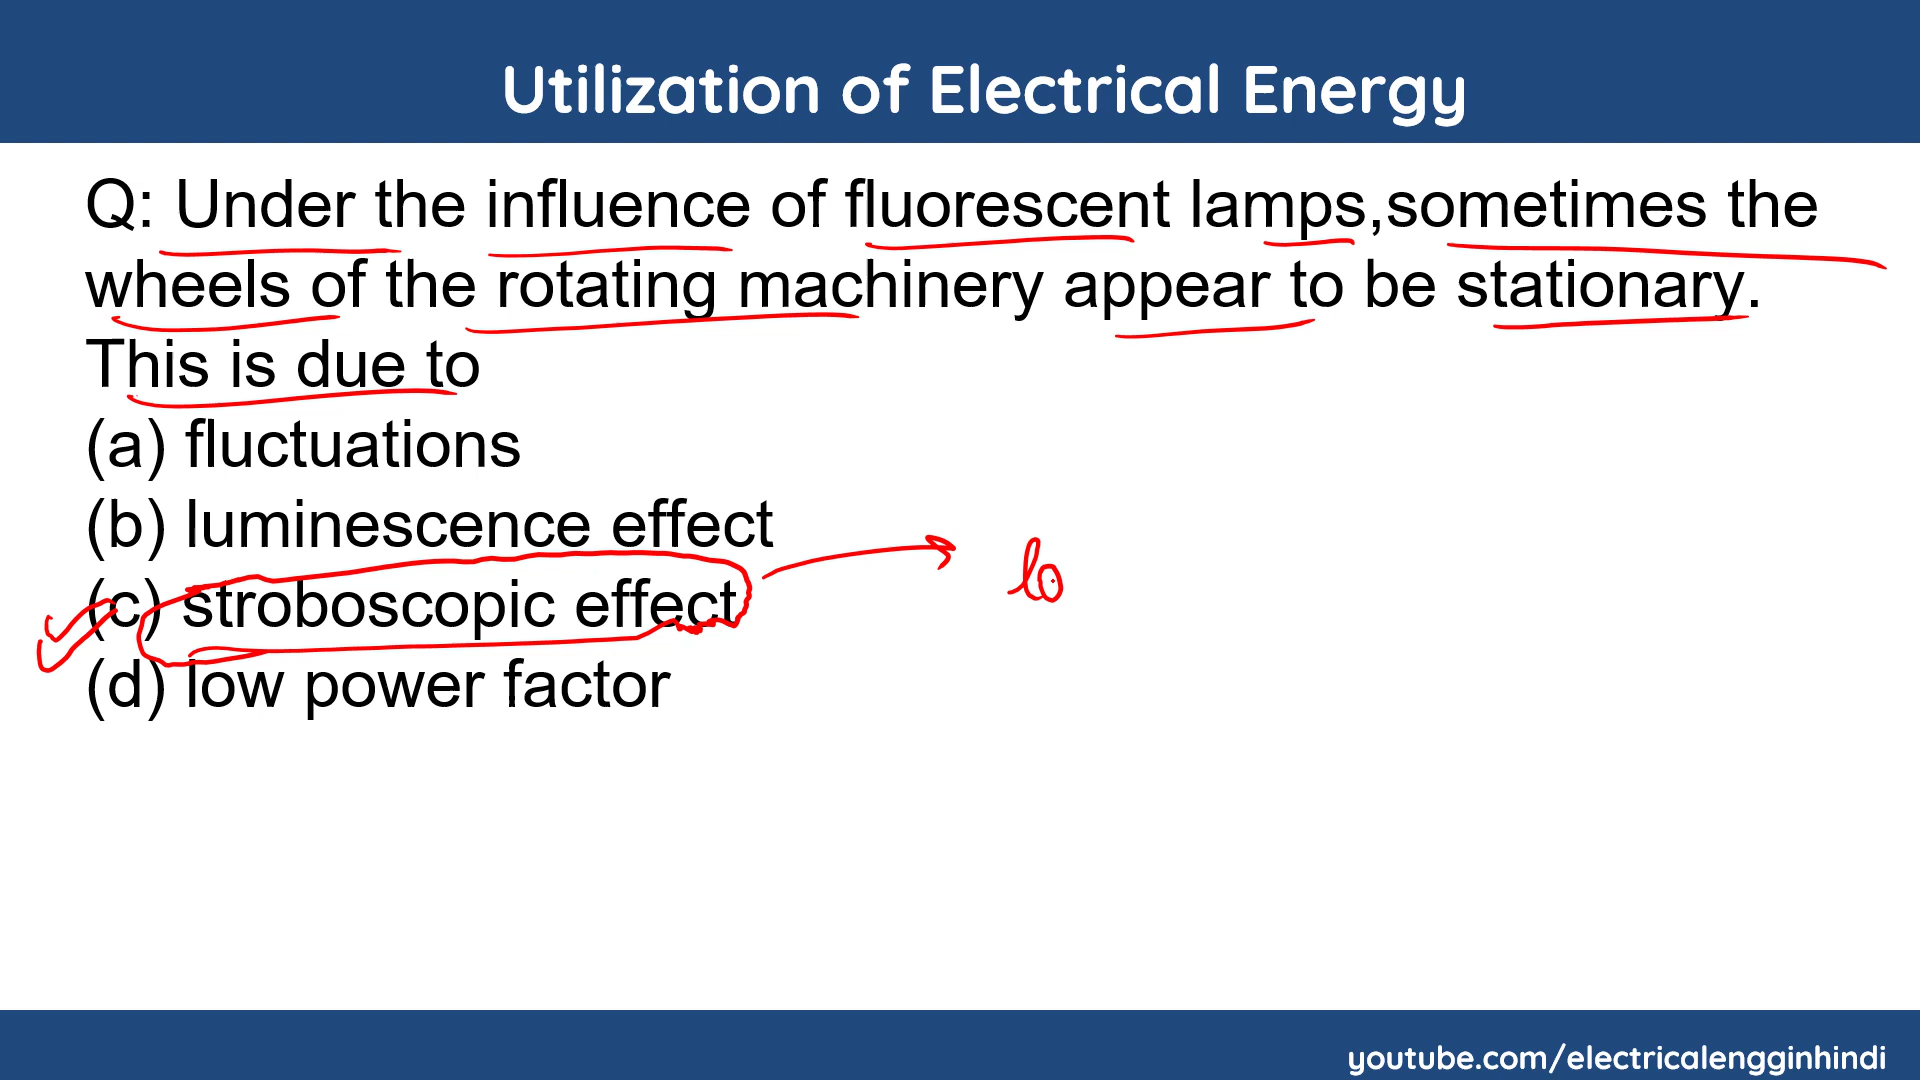 Utilization of Electrical Energy
Q: Under the influence of fluorescent lamps,sometimes the
wheels of the rotating machinery appear to be stationary.
This is due to
(a) fluctuations
(b) luminescence effect
(c) stroboscopic effect
lo
(d) low power factor
youtube.com/electricalengginhindi